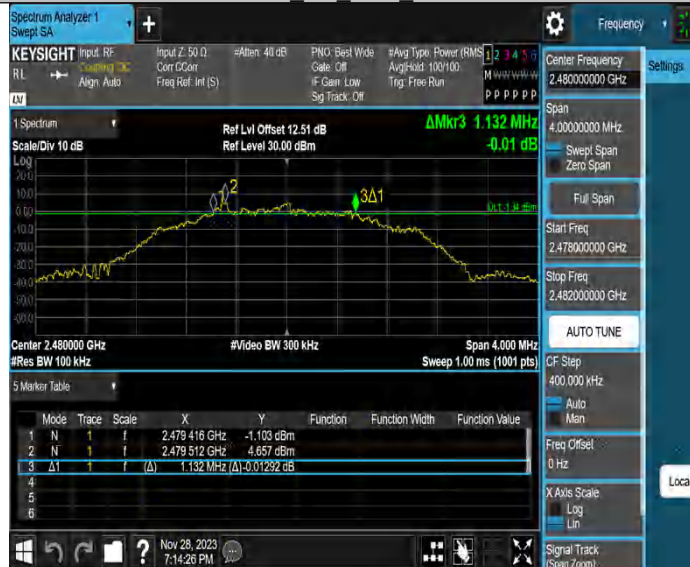 Spectrum Analyzer 1
Swept SA
+
Frequency
KEYSIGHT Input: RF
RL
Coupling: DC
Align: Auto
Input Z: 50 Ω
Corr CCorr
Freq Ref: Int (S)
#Atten: 40 dB
PNO: Best Wide
Gate: Off
IF Gain: Low
Sig Track: Off
#Avg Type: Power (RMS
Avg|Hold: 100/100
Trig: Free Run
1 2 3 4 5 6
M W W W W W
P P P P P P
1 Spectrum
Scale/Div 10 dB
Ref Lvl Offset 12.51 dB
Ref Level 30.00 dBm
ΔMkr3 1.132 MHz
-0.01 dB
Log
20.0
10.0
0.00
-10.0
-20.0
-30.0
-40.0
-50.0
-60.0
2
3Δ1
Center 2.480000 GHz
#Res BW 100 kHz
#Video BW 300 kHz
Span 4.000 MHz
Sweep 1.00 ms (1001 pts)
5 Marker Table
Mode Trace Scale X Y Function Function Width Function Value
1 N 1 f 2.479 416 GHz -1.103 dBm
2 N 1 f 2.479 512 GHz 4.657 dBm
3 Δ1 1 f (Δ) 1.132 MHz (Δ) -0.01292 dB
4
5
6
Nov 28, 2023
7:14:26 PM
Center Frequency
2.480000000 GHz
Settings
Span
4.00000000 MHz
Swept Span
Zero Span
Full Span
Start Freq
2.478000000 GHz
Stop Freq
2.482000000 GHz
AUTO TUNE
CF Step
400.000 kHz
Auto
Man
Freq Offset
0 Hz
X Axis Scale
Log
Lin
Signal Track
(Span Zoom)
Loca